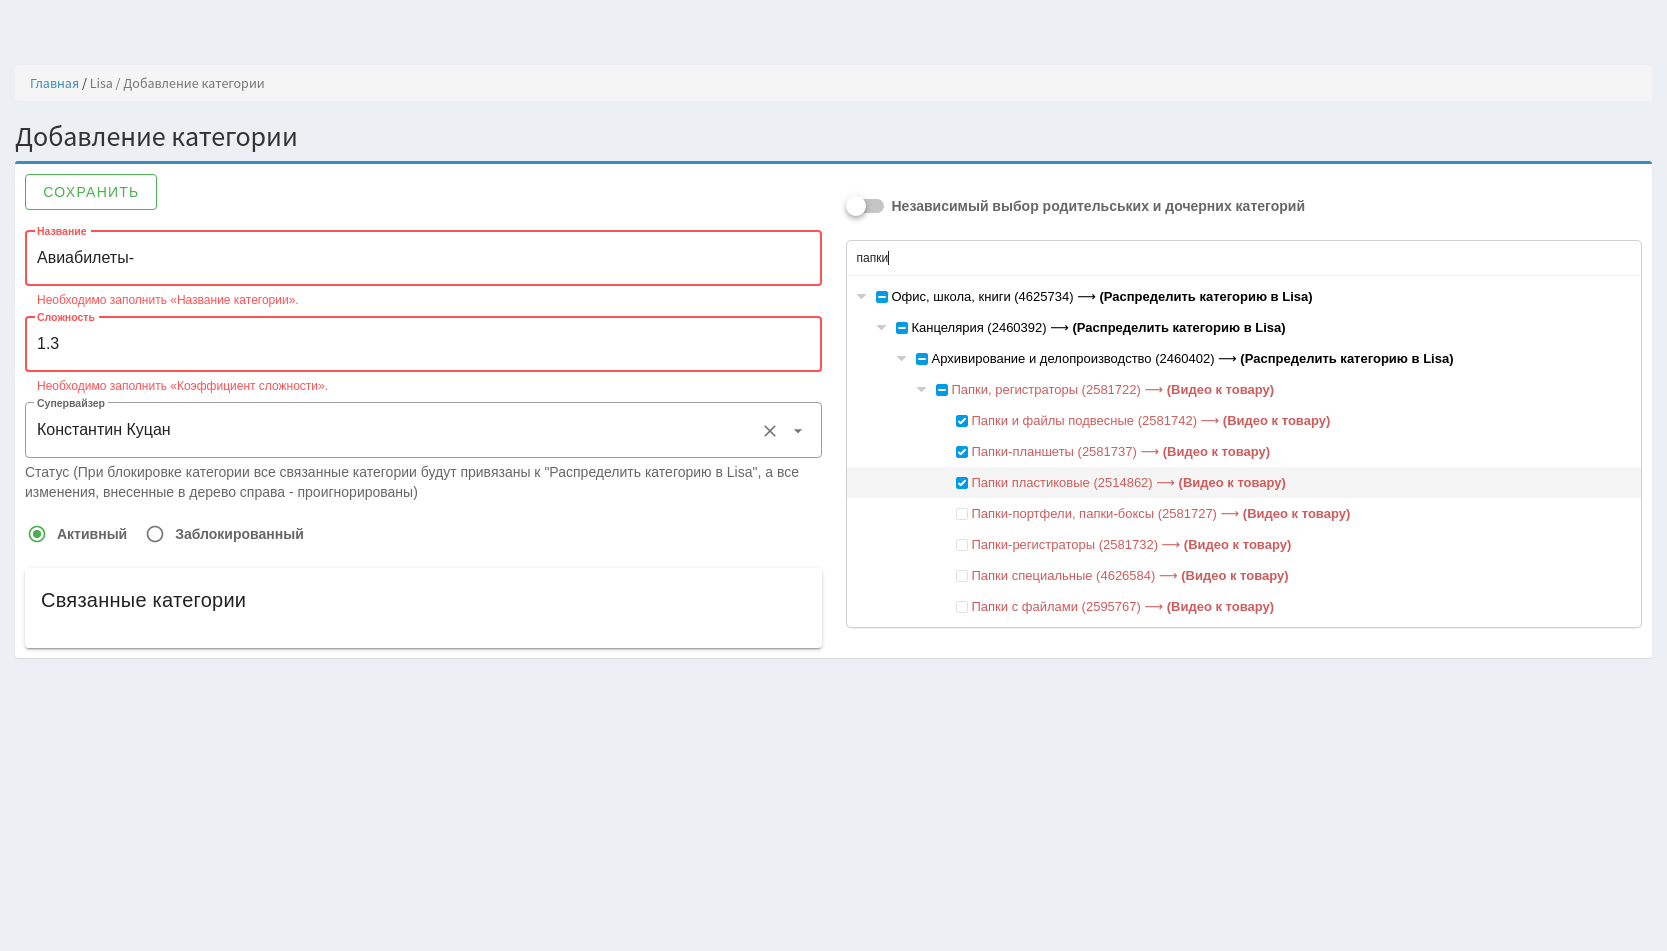 Главная / Lisa / Добавление категории
Добавление категории
СОХРАНИТЬ
Название
Авиабилеты-
Необходимо заполнить «Название категории».
Сложность
1.3
Необходимо заполнить «Коэффициент сложности».
Супервайзер
Константин Куцан
Статус (При блокировке категории все связанные категории будут привязаны к "Распределить категорию в Lisa", а все
изменения, внесенные в дерево справа - проигнорированы)
Активный
Заблокированный
Связанные категории
Независимый выбор родительських и дочерних категорий
папки
Офис, школа, книги (4625734) ⟶ (Распределить категорию в Lisa)
Канцелярия (2460392) ⟶ (Распределить категорию в Lisa)
Архивирование и делопроизводство (2460402) ⟶ (Распределить категорию в Lisa)
Папки, регистраторы (2581722) ⟶ (Видео к товару)
Папки и файлы подвесные (2581742) ⟶ (Видео к товару)
Папки-планшеты (2581737) ⟶ (Видео к товару)
Папки пластиковые (2514862) ⟶ (Видео к товару)
Папки-портфели, папки-боксы (2581727) ⟶ (Видео к товару)
Папки-регистраторы (2581732) ⟶ (Видео к товару)
Папки специальные (4626584) ⟶ (Видео к товару)
Папки с файлами (2595767) ⟶ (Видео к товару)